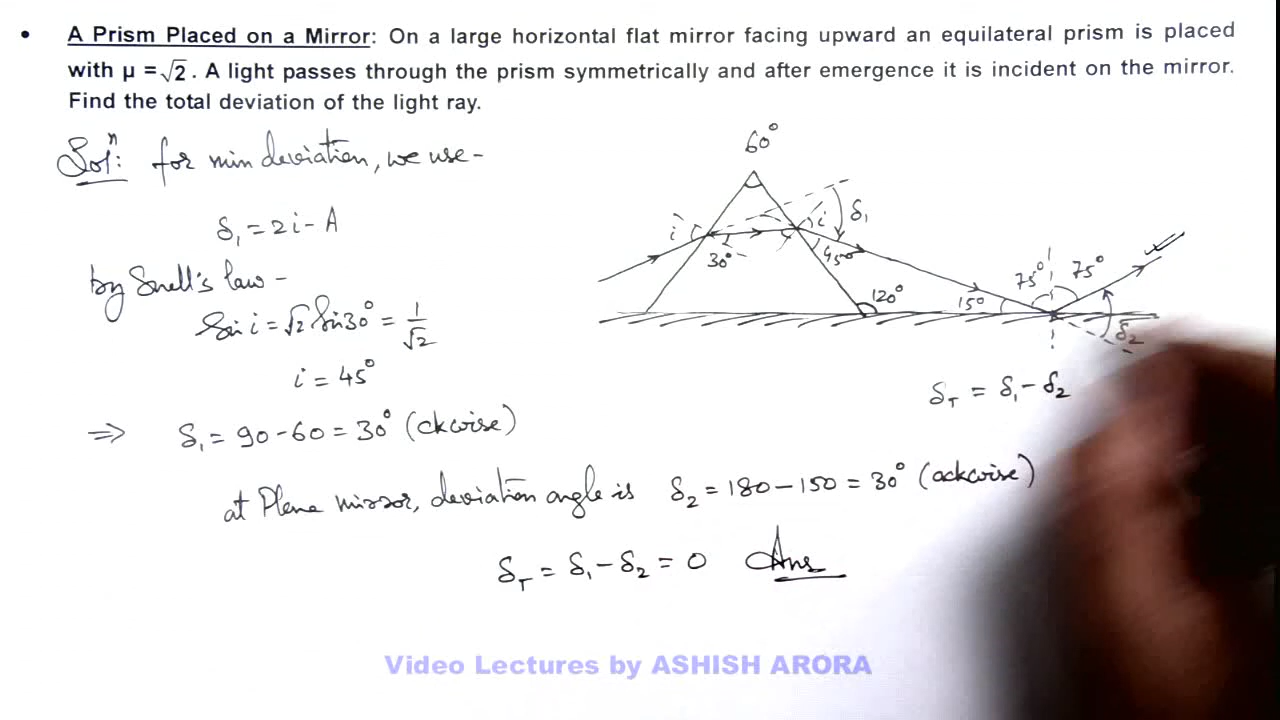 • A Prism Placed on a Mirror: On a large horizontal flat mirror facing upward an equilateral prism is placed
with μ = √2. A light passes through the prism symmetrically and after emergence it is incident on the mirror.
Find the total deviation of the light ray.
Solⁿ: for min deviation, we use –
δ₁ = 2i – A
by Snell's law –
Sin i = √2 Sin 30° = 1/√2
i = 45°
⇒ δ₁ = 90 – 60 = 30° (ckwise)
at Plane mirror, deviation angle is δ₂ = 180 – 150 = 30° (ackwise)
δ_T = δ₁ – δ₂ = 0 Ans
60°
i
30°
i
δ₁
45°
120°
15°
75°
75°
δ₂
δ_T = δ₁ – δ₂
Video Lectures by ASHISH ARORA